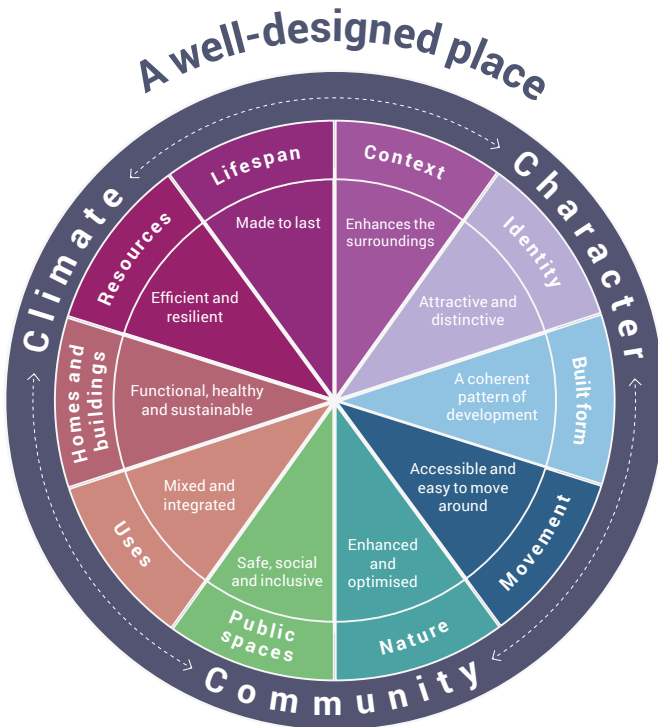 A well-designed place
Climate
Character
Community
Context
Enhances the
surroundings
Identity
Attractive and
distinctive
Built form
A coherent
pattern of
development
Movement
Accessible and
easy to move
around
Nature
Enhanced
and
optimised
Public
spaces
Safe, social
and inclusive
Uses
Mixed and
integrated
Homes and
buildings
Functional, healthy
and sustainable
Resources
Efficient and
resilient
Lifespan
Made to last